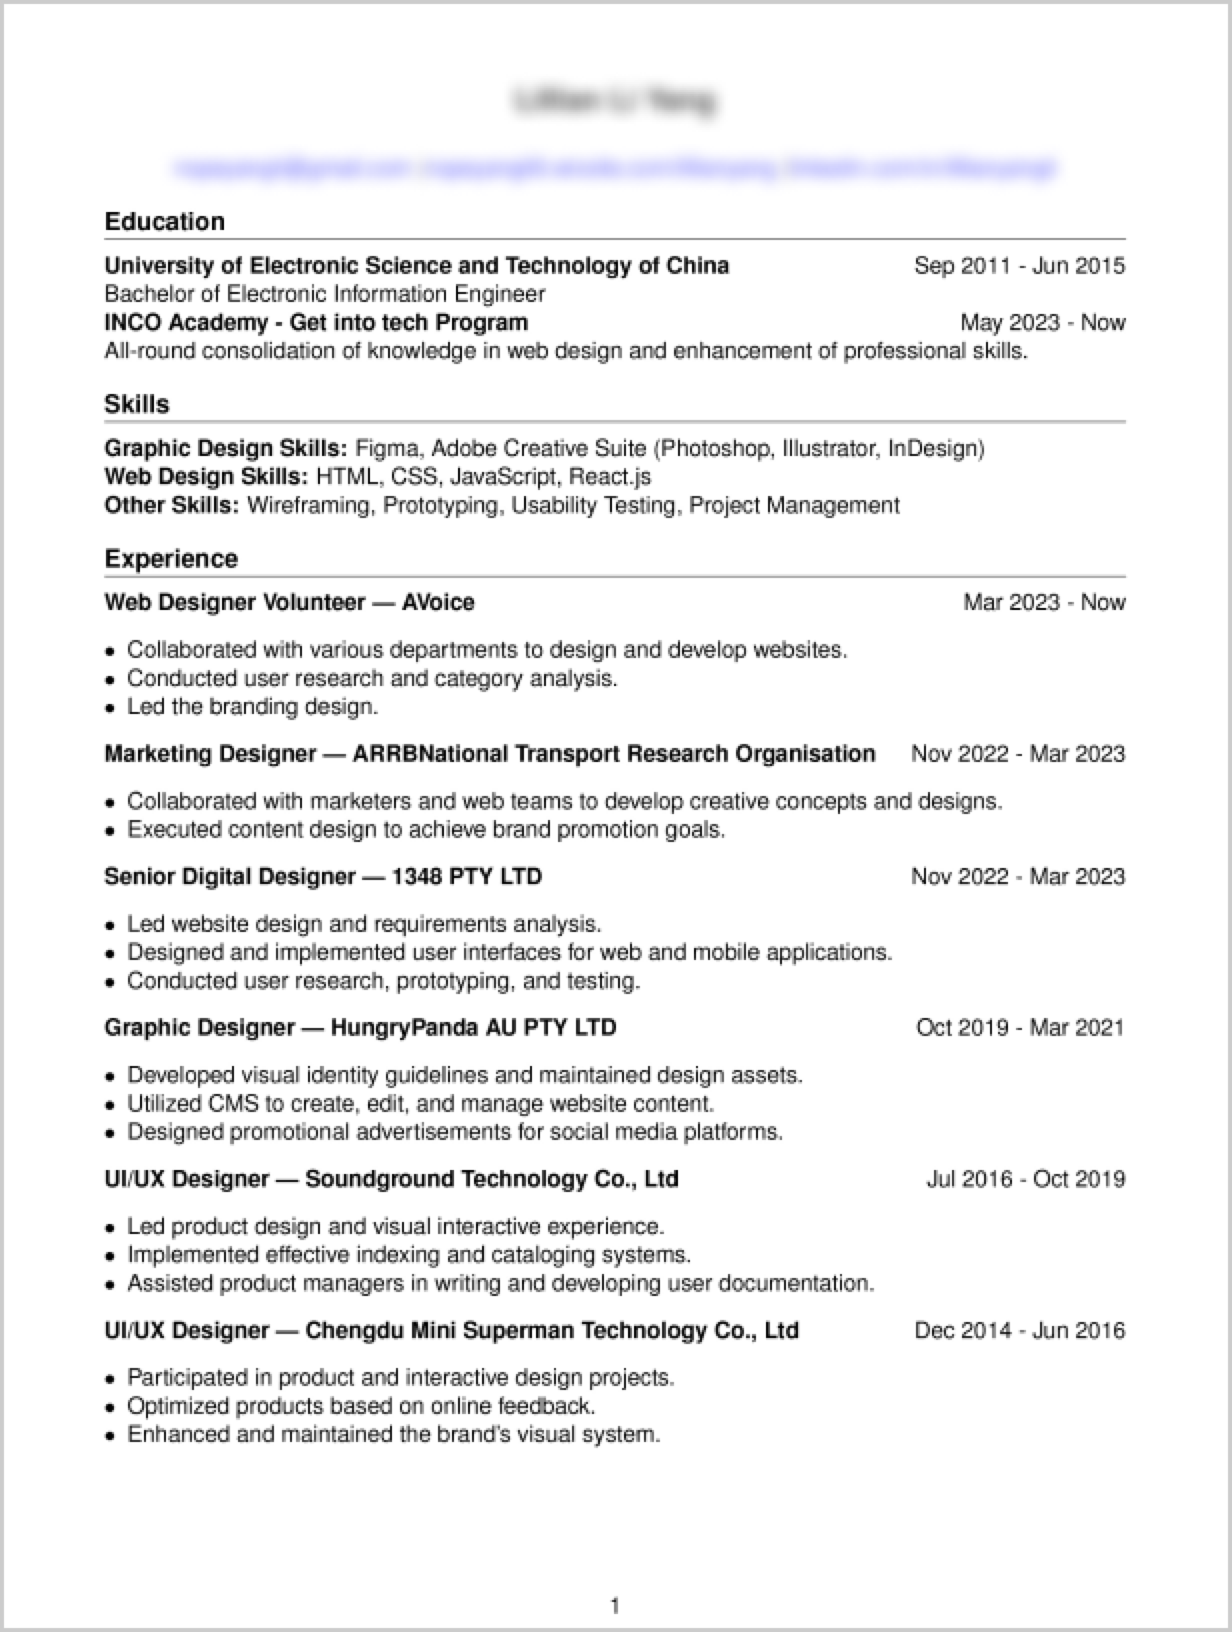 Education
University of Electronic Science and Technology of China Sep 2011 - Jun 2015
Bachelor of Electronic Information Engineer
INCO Academy - Get into tech Program May 2023 - Now
All-round consolidation of knowledge in web design and enhancement of professional skills.
Skills
Graphic Design Skills: Figma, Adobe Creative Suite (Photoshop, Illustrator, InDesign)
Web Design Skills: HTML, CSS, JavaScript, React.js
Other Skills: Wireframing, Prototyping, Usability Testing, Project Management
Experience
Web Designer Volunteer — AVoice Mar 2023 - Now
• Collaborated with various departments to design and develop websites.
• Conducted user research and category analysis.
• Led the branding design.
Marketing Designer — ARRBNational Transport Research Organisation Nov 2022 - Mar 2023
• Collaborated with marketers and web teams to develop creative concepts and designs.
• Executed content design to achieve brand promotion goals.
Senior Digital Designer — 1348 PTY LTD Nov 2022 - Mar 2023
• Led website design and requirements analysis.
• Designed and implemented user interfaces for web and mobile applications.
• Conducted user research, prototyping, and testing.
Graphic Designer — HungryPanda AU PTY LTD Oct 2019 - Mar 2021
• Developed visual identity guidelines and maintained design assets.
• Utilized CMS to create, edit, and manage website content.
• Designed promotional advertisements for social media platforms.
UI/UX Designer — Soundground Technology Co., Ltd Jul 2016 - Oct 2019
• Led product design and visual interactive experience.
• Implemented effective indexing and cataloging systems.
• Assisted product managers in writing and developing user documentation.
UI/UX Designer — Chengdu Mini Superman Technology Co., Ltd Dec 2014 - Jun 2016
• Participated in product and interactive design projects.
• Optimized products based on online feedback.
• Enhanced and maintained the brand's visual system.
1